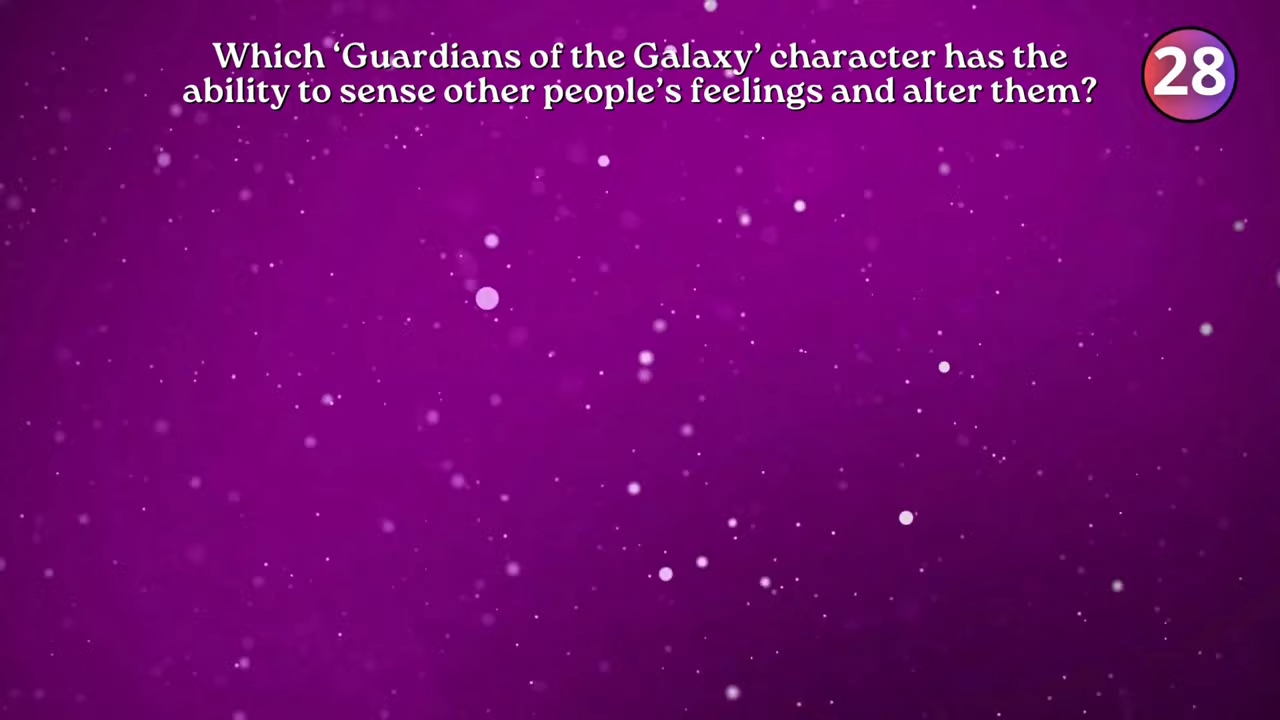 Which ‘Guardians of the Galaxy’ character has the
ability to sense other people’s feelings and alter them?
28